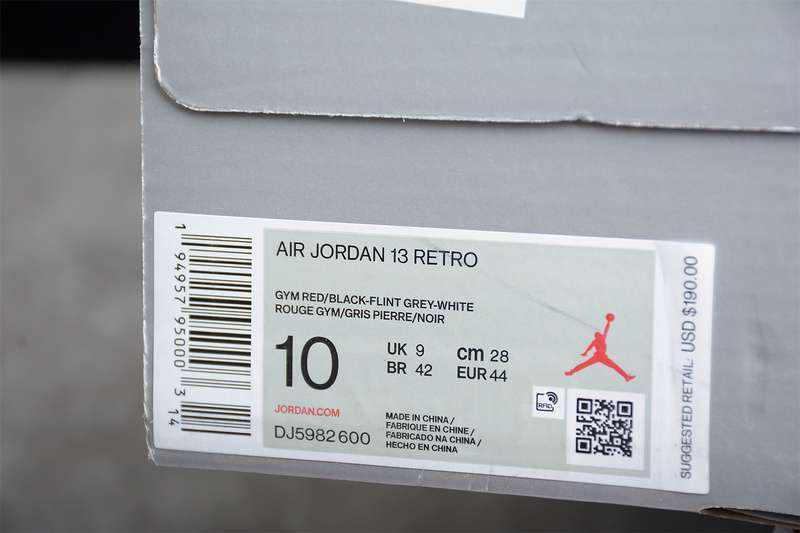 AIR JORDAN 13 RETRO
GYM RED/BLACK-FLINT GREY-WHITE
ROUGE GYM/GRIS PIERRE/NOIR
10
UK 9
cm 28
BR 42
EUR 44
JORDAN.COM
DJ5982 600
MADE IN CHINA /
FABRIQUE EN CHINE /
FABRICADO NA CHINA /
HECHO EN CHINA
RFID
1 94957 95000 3 14
SUGGESTED RETAIL: USD $190.00